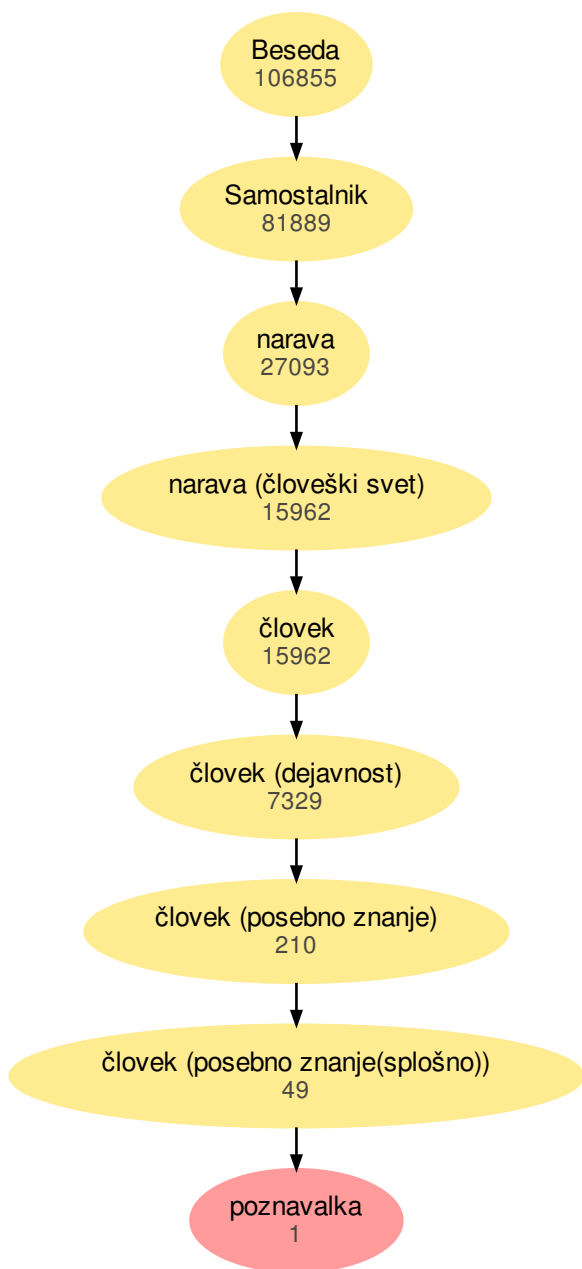 Beseda
106855
Samostalnik
81889
narava
27093
narava (človeški svet)
15962
človek
15962
človek (dejavnost)
7329
človek (posebno znanje)
210
človek (posebno znanje(splošno))
49
poznavalka
1